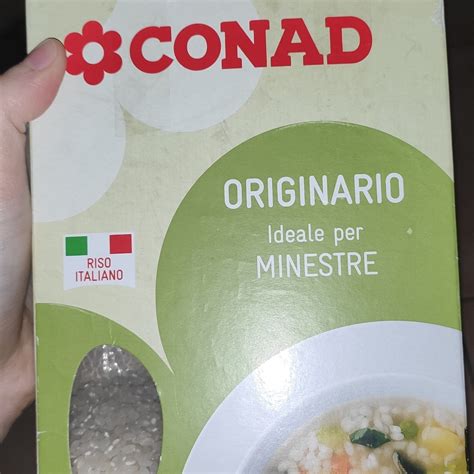 CONAD
ORIGINARIO
Ideale per
MINESTRE
RISO
ITALIANO